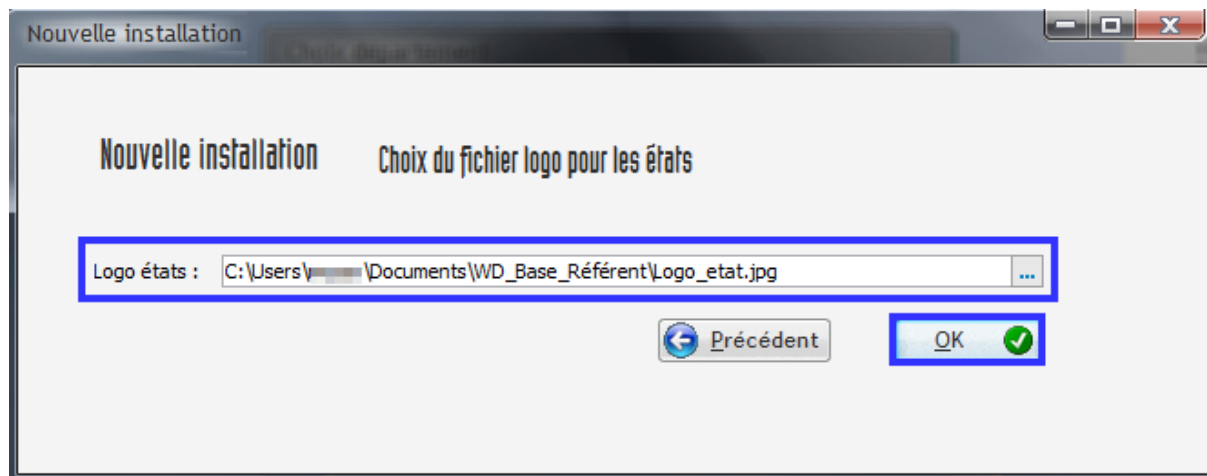 Nouvelle installation
Nouvelle installation Choix du fichier logo pour les états
Logo états : C:\Users\ \Documents\WD_Base_Référent\Logo_etat.jpg ...
Précédent OK